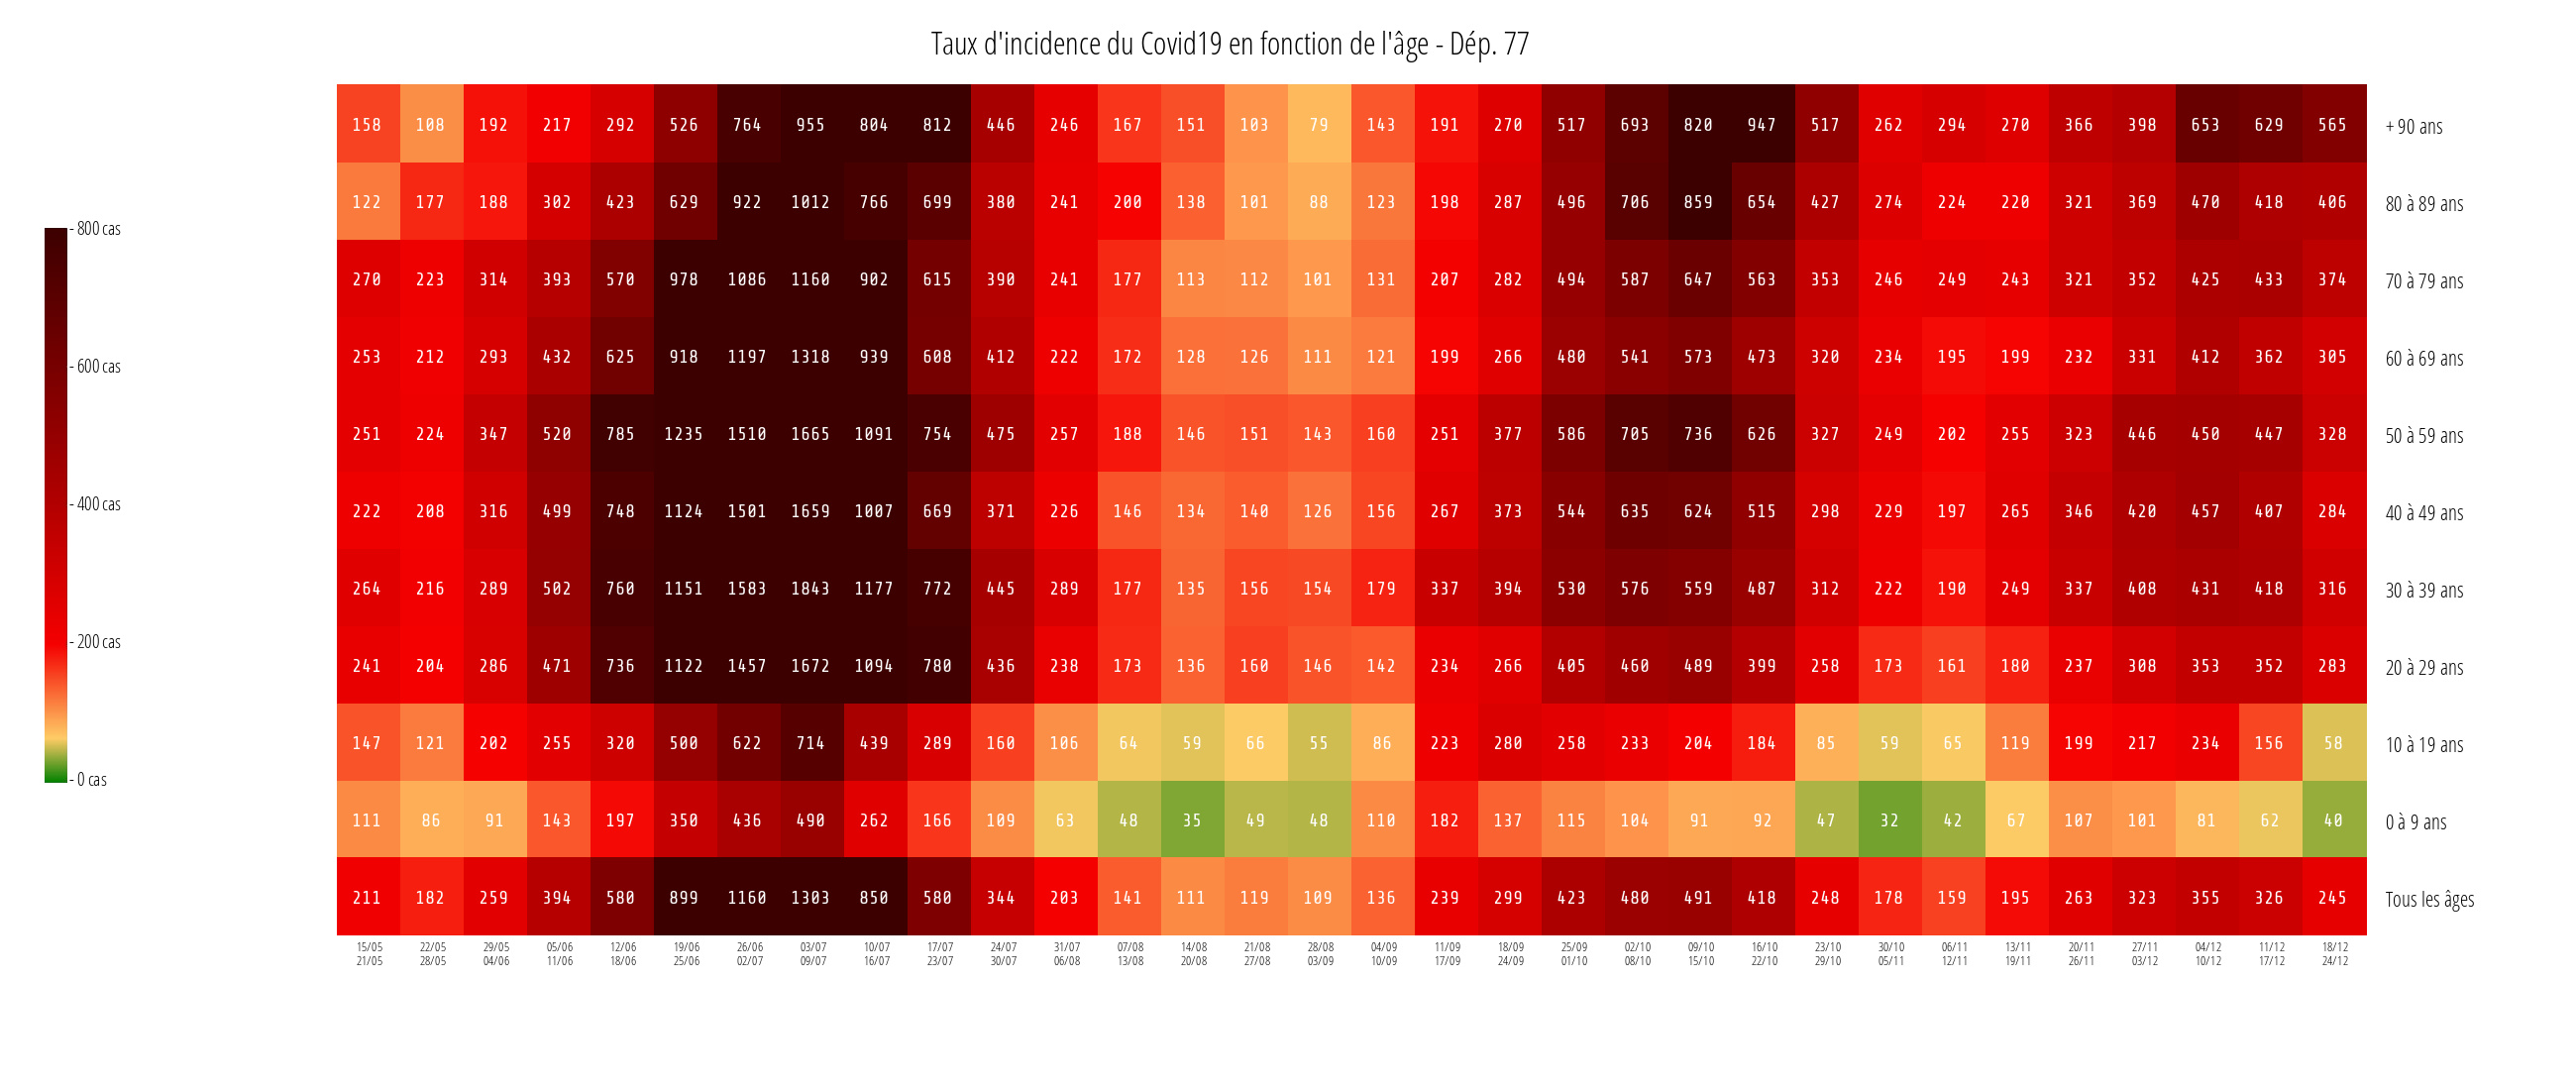 Taux d'incidence du Covid19 en fonction de l'âge - Dép. 77
- 800 cas
- 600 cas
- 400 cas
- 200 cas
- 0 cas
158 108 192 217 292 526 764 955 804 812 446 246 167 151 103 79 143 191 270 517 693 820 947 517 262 294 270 366 398 653 629 565 + 90 ans
122 177 188 302 423 629 922 1012 766 699 380 241 200 138 101 88 123 198 287 496 706 859 654 427 274 224 220 321 369 470 418 406 80 à 89 ans
270 223 314 393 570 978 1086 1160 902 615 390 241 177 113 112 101 131 207 282 494 587 647 563 353 246 249 243 321 352 425 433 374 70 à 79 ans
253 212 293 432 625 918 1197 1318 939 608 412 222 172 128 126 111 121 199 266 480 541 573 473 320 234 195 199 232 331 412 362 305 60 à 69 ans
251 224 347 520 785 1235 1510 1665 1091 754 475 257 188 146 151 143 160 251 377 586 705 736 626 327 249 202 255 323 446 450 447 328 50 à 59 ans
222 208 316 499 748 1124 1501 1659 1007 669 371 226 146 134 140 126 156 267 373 544 635 624 515 298 229 197 265 346 420 457 407 284 40 à 49 ans
264 216 289 502 760 1151 1583 1843 1177 772 445 289 177 135 156 154 179 337 394 530 576 559 487 312 222 190 249 337 408 431 418 316 30 à 39 ans
241 204 286 471 736 1122 1457 1672 1094 780 436 238 173 136 160 146 142 234 266 405 460 489 399 258 173 161 180 237 308 353 352 283 20 à 29 ans
147 121 202 255 320 500 622 714 439 289 160 106 64 59 66 55 86 223 280 258 233 204 184 85 59 65 119 199 217 234 156 58 10 à 19 ans
111 86 91 143 197 350 436 490 262 166 109 63 48 35 49 48 110 182 137 115 104 91 92 47 32 42 67 107 101 81 62 40 0 à 9 ans
211 182 259 394 580 899 1160 1303 850 580 344 203 141 111 119 109 136 239 299 423 480 491 418 248 178 159 195 263 323 355 326 245 Tous les âges
15/05 22/05 29/05 05/06 12/06 19/06 26/06 03/07 10/07 17/07 24/07 31/07 07/08 14/08 21/08 28/08 04/09 11/09 18/09 25/09 02/10 09/10 16/10 23/10 30/10 06/11 13/11 20/11 27/11 04/12 11/12 18/12
21/05 28/05 04/06 11/06 18/06 25/06 02/07 09/07 16/07 23/07 30/07 06/08 13/08 20/08 27/08 03/09 10/09 17/09 24/09 01/10 08/10 15/10 22/10 29/10 05/11 12/11 19/11 26/11 03/12 10/12 17/12 24/12